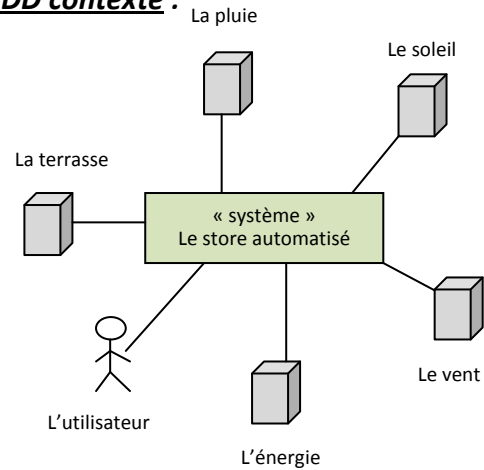 DD contexte :
La pluie
Le soleil
La terrasse
« système »
Le store automatisé
Le vent
L’utilisateur
L’énergie